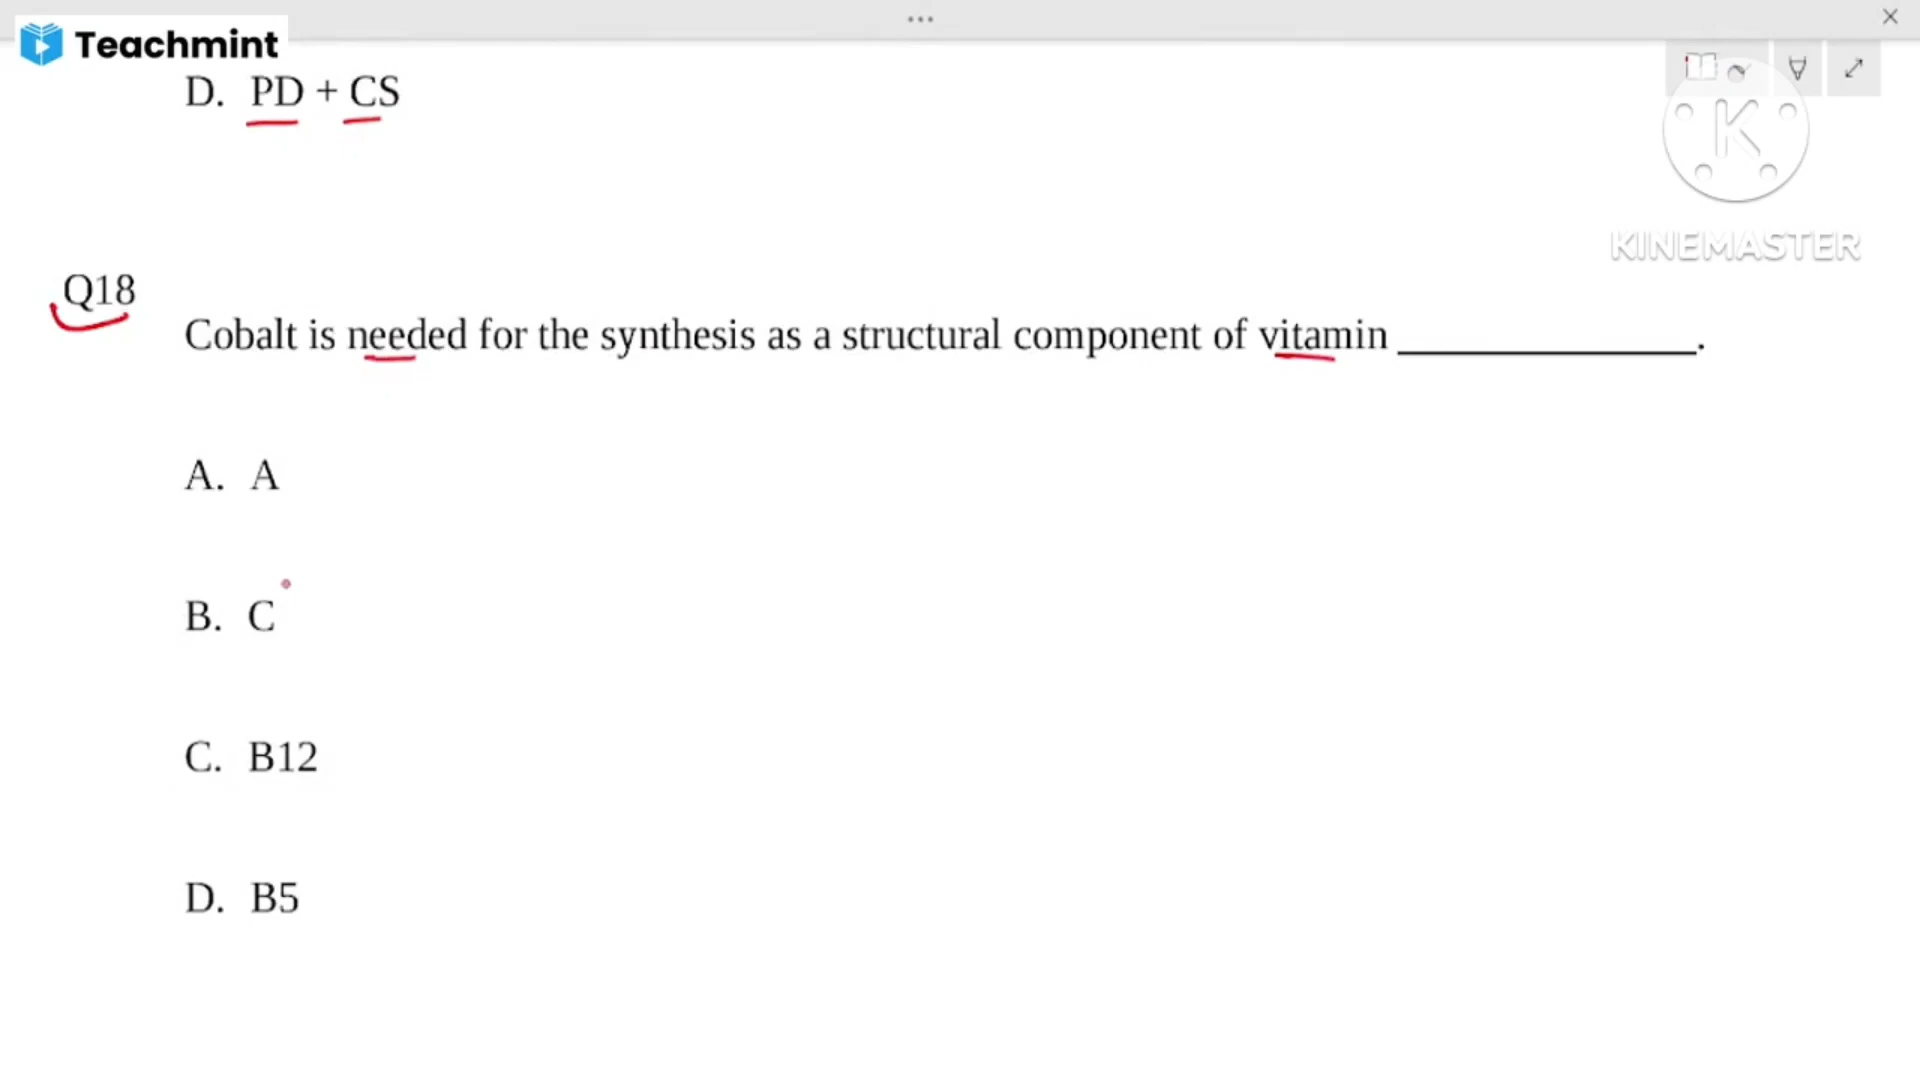 Teachmint
D. PD + CS
KINEMASTER
Q18
Cobalt is needed for the synthesis as a structural component of vitamin ______________.
A. A
B. C
C. B12
D. B5